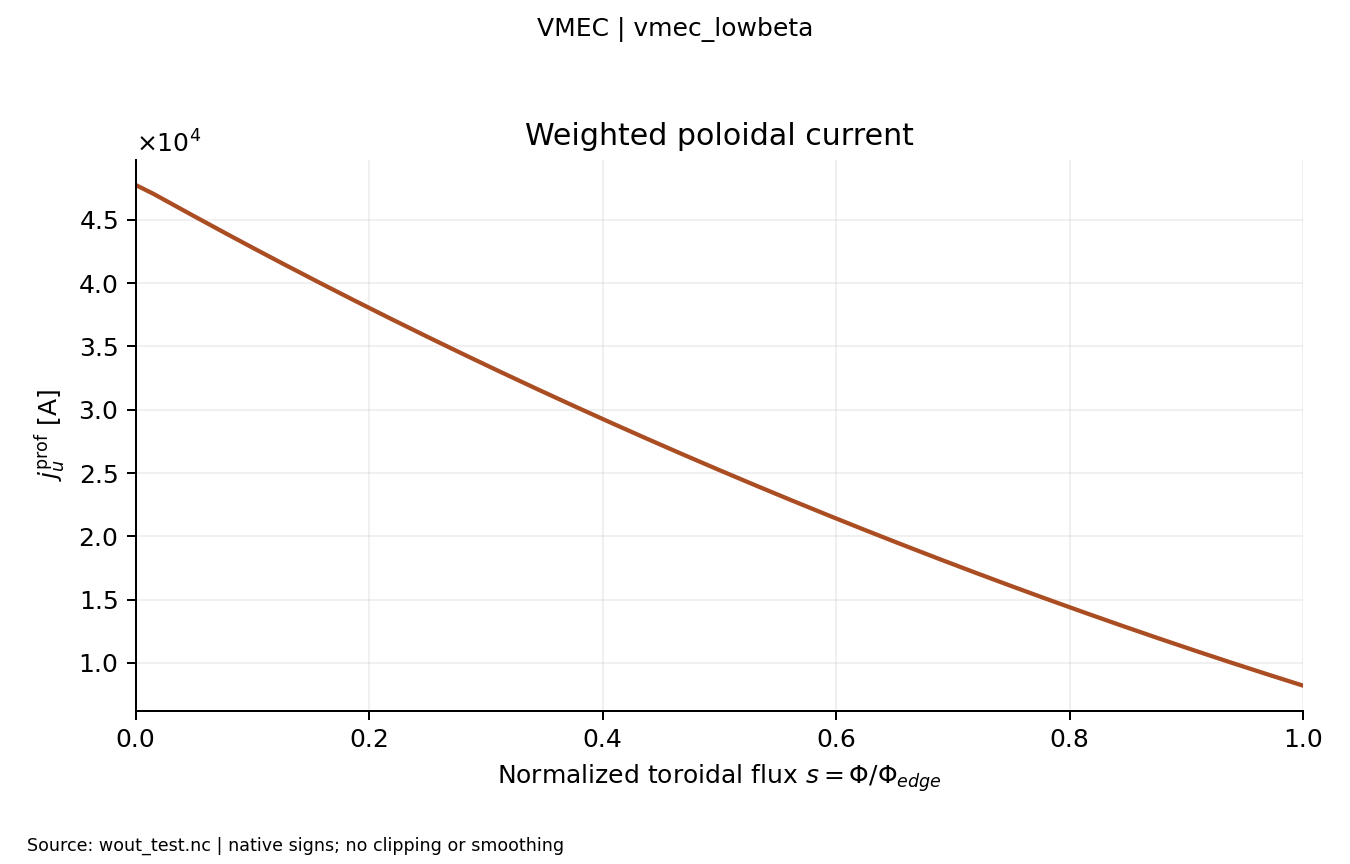 VMEC | vmec_lowbeta
Weighted poloidal current
×10⁴
4.5
4.0
3.5
3.0
2.5
2.0
1.5
1.0
j_u^prof [A]
0.0 0.2 0.4 0.6 0.8 1.0
Normalized toroidal flux s = Φ/Φ_edge
Source: wout_test.nc | native signs; no clipping or smoothing